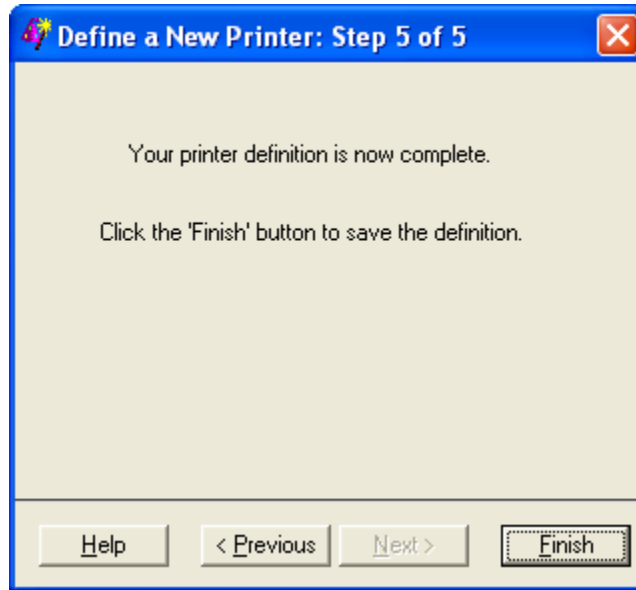 Define a New Printer: Step 5 of 5
Your printer definition is now complete.
Click the 'Finish' button to save the definition.
Help
< Previous
Next >
Finish